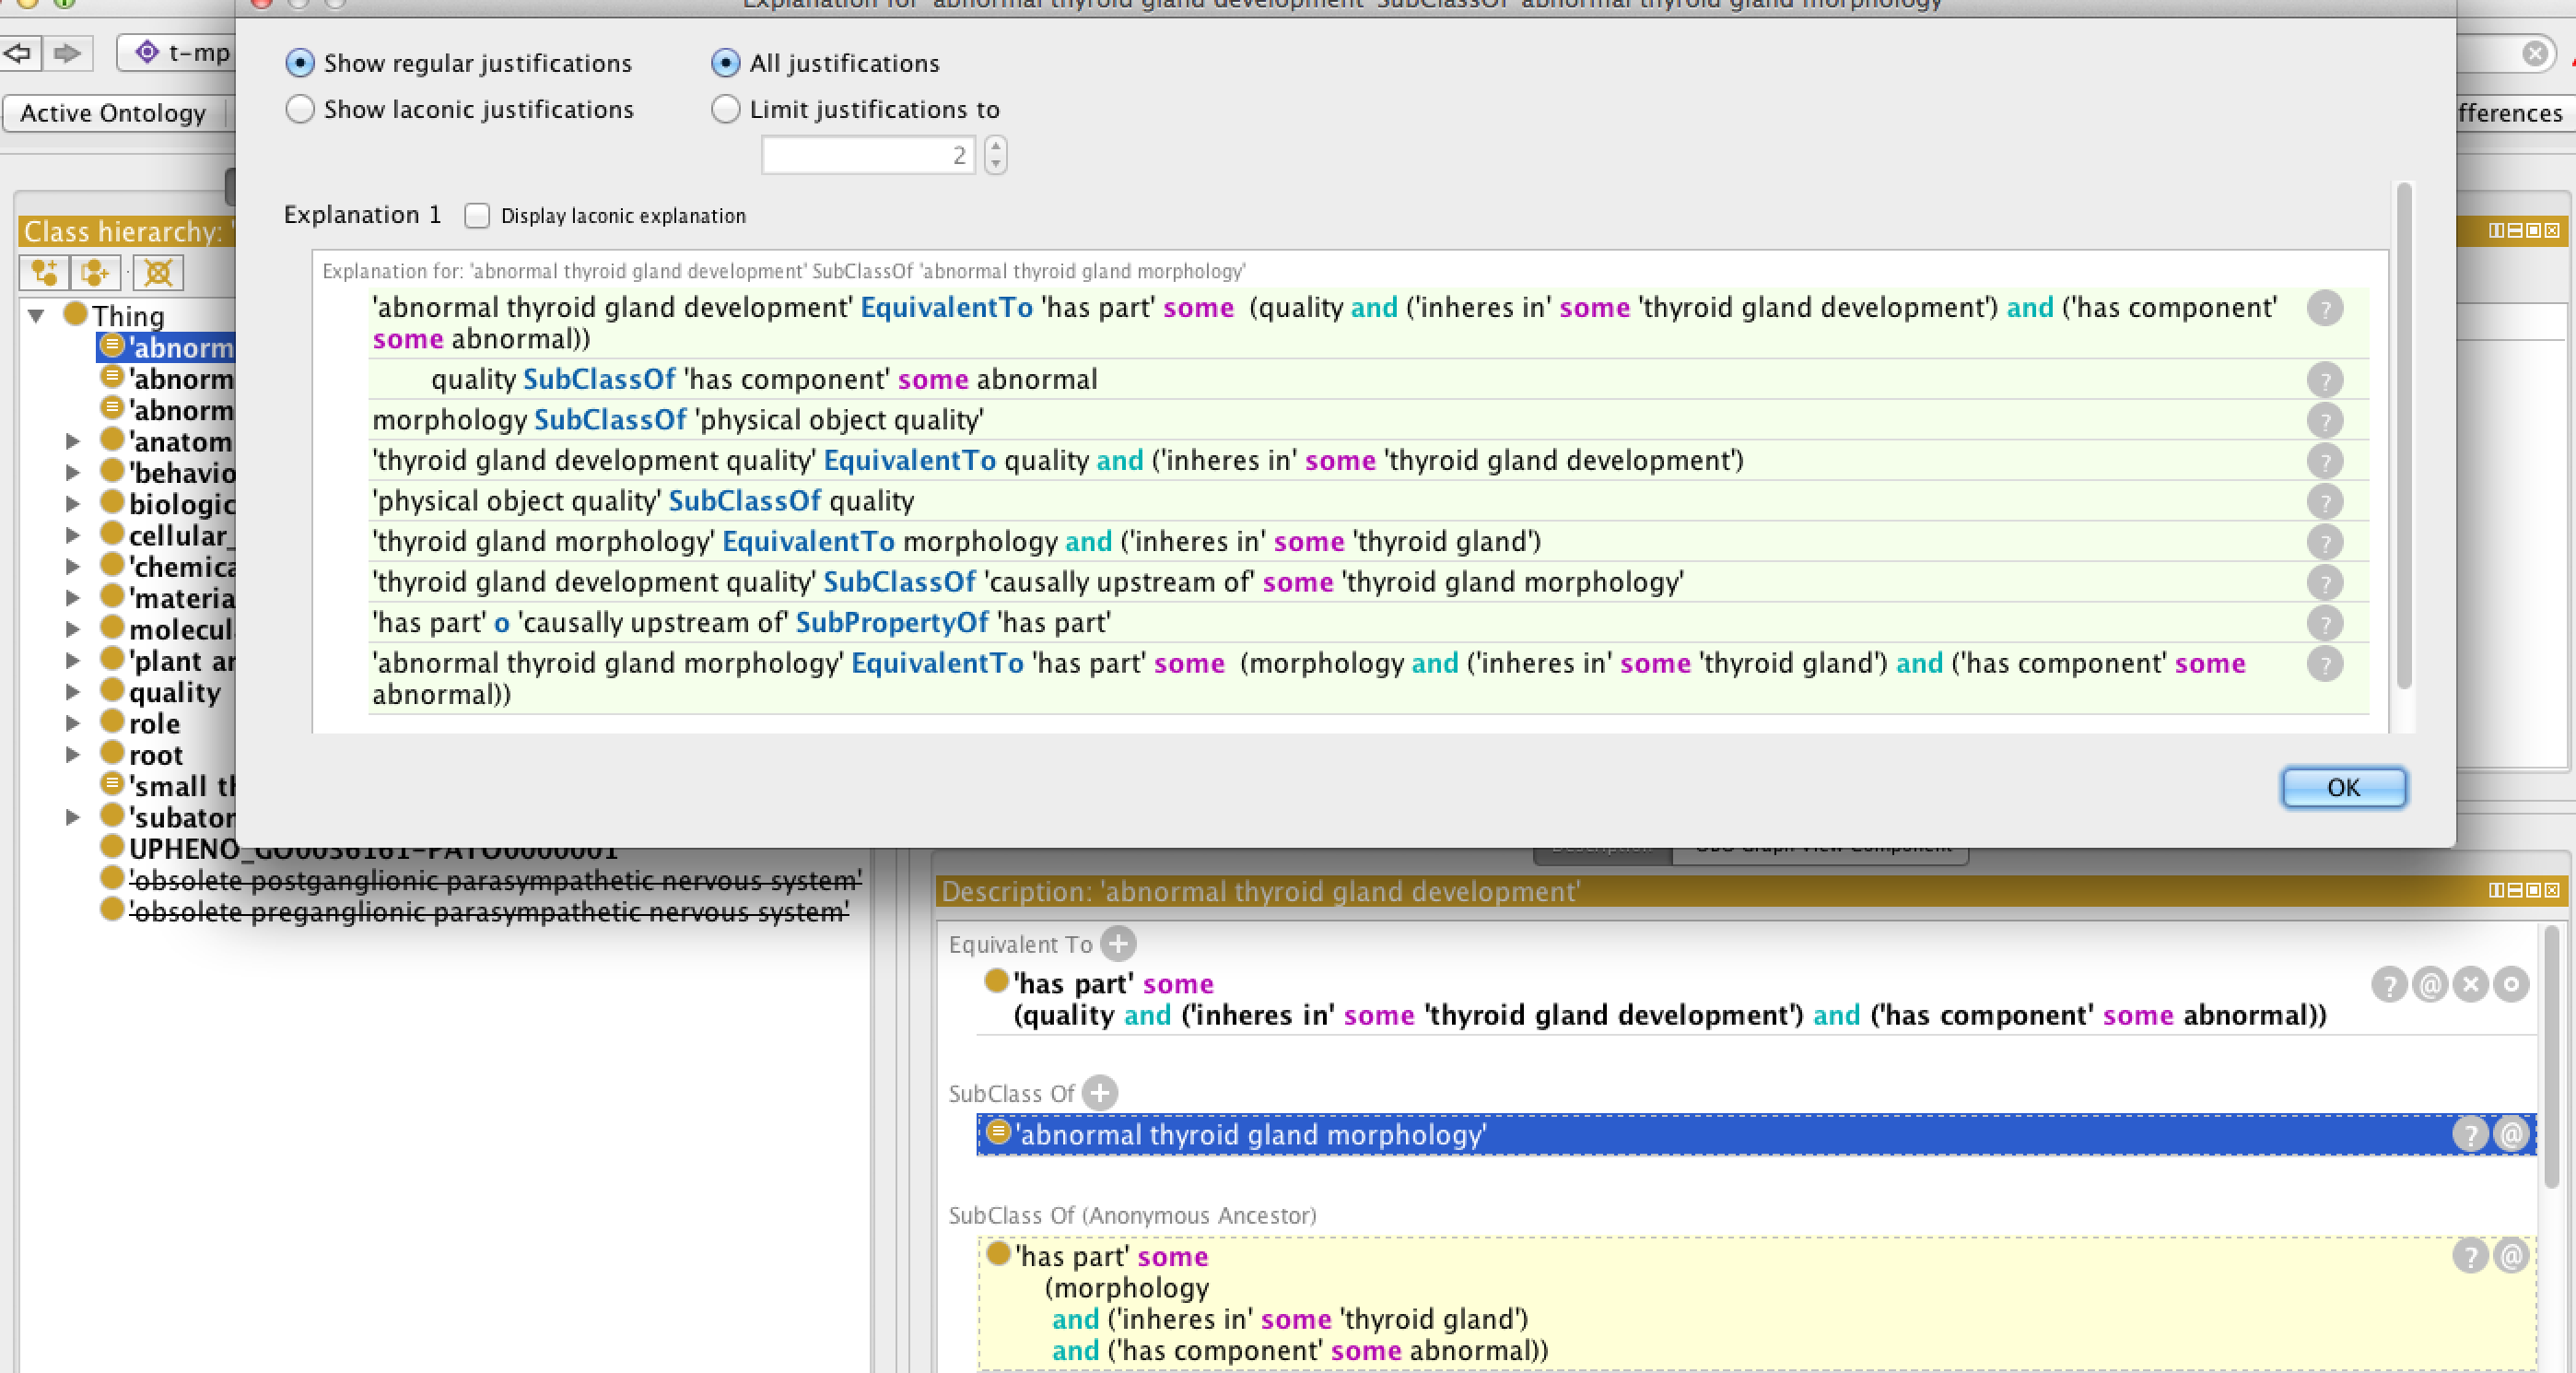 Explanation for 'abnormal thyroid gland development' SubClassOf 'abnormal thyroid gland morphology'
t-mp
Show regular justifications
All justifications
Show laconic justifications
Limit justifications to
2
Active Ontology
fferences
Explanation 1
Display laconic explanation
Class hierarchy: '
Explanation for: 'abnormal thyroid gland development' SubClassOf 'abnormal thyroid gland morphology'
'abnormal thyroid gland development' EquivalentTo 'has part' some (quality and ('inheres in' some 'thyroid gland development') and ('has component'
some abnormal))
quality SubClassOf 'has component' some abnormal
morphology SubClassOf 'physical object quality'
'thyroid gland development quality' EquivalentTo quality and ('inheres in' some 'thyroid gland development')
'physical object quality' SubClassOf quality
'thyroid gland morphology' EquivalentTo morphology and ('inheres in' some 'thyroid gland')
'thyroid gland development quality' SubClassOf 'causally upstream of' some 'thyroid gland morphology'
'has part' o 'causally upstream of' SubPropertyOf 'has part'
'abnormal thyroid gland morphology' EquivalentTo 'has part' some (morphology and ('inheres in' some 'thyroid gland') and ('has component' some
abnormal))
OK
Thing
'abnorm
'abnorm
'abnorm
'anatom
'behavio
biologic
cellular_
'chemica
'materia
molecul
'plant ar
quality
role
root
'small th
'subator
UPHENO_GO0036161-PATO0000001
'obsolete postganglionic parasympathetic nervous system'
'obsolete preganglionic parasympathetic nervous system'
Description
OBO Graph View Component
Description: 'abnormal thyroid gland development'
Equivalent To
'has part' some
(quality and ('inheres in' some 'thyroid gland development') and ('has component' some abnormal))
SubClass Of
'abnormal thyroid gland morphology'
SubClass Of (Anonymous Ancestor)
'has part' some
(morphology
and ('inheres in' some 'thyroid gland')
and ('has component' some abnormal))